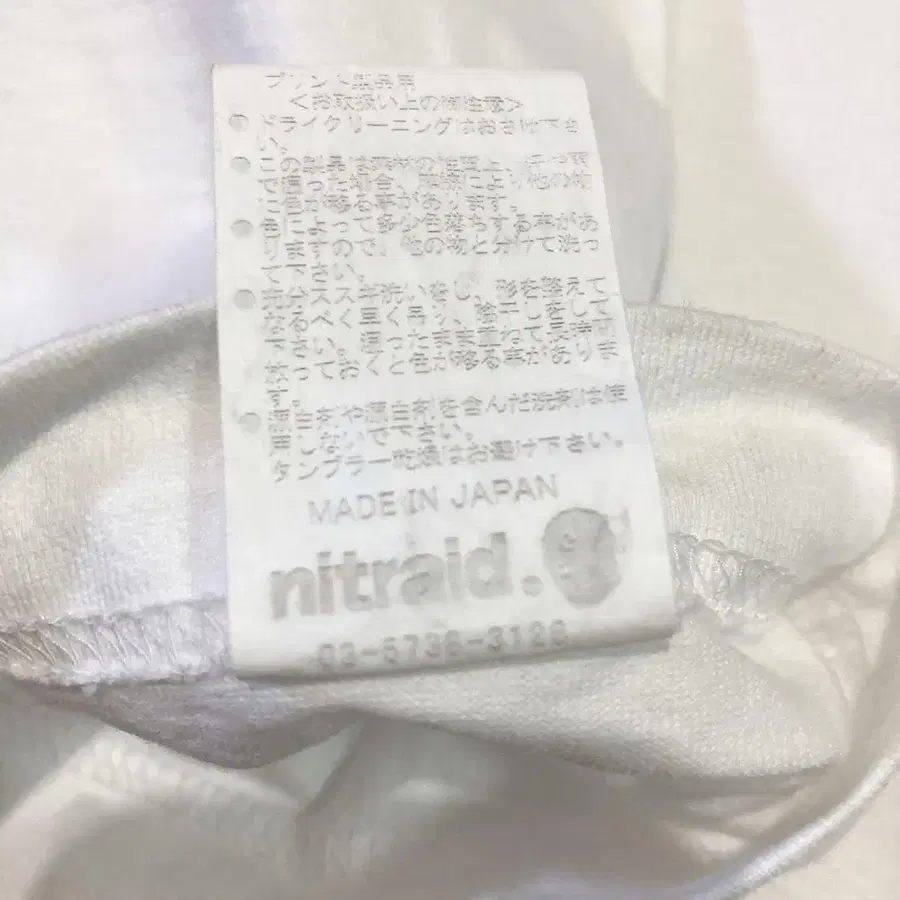 プリント製品用
<お取扱い上の御注意>
● ドライクリーニングはおさけ下さ
い。
● この製品は素材の性質上
で湿った場合、により他の物
に色が移る事があります。
● 色によって多少色落ちする事があ
りますので、他の物と分けて洗っ
て下さい。
● 充分ススギ洗いをし、形を整えて
なるべく早く吊り、陰干しをして
下さい。湿ったまま重ねて長時間
放っておくと色が移る事がありま
す。
● 漂白剤や漂白剤を含んだ洗剤は使
用しないで下さい。
タンブラー乾燥はお避け下さい。
MADE IN JAPAN
nitraid.
03-5738-3128